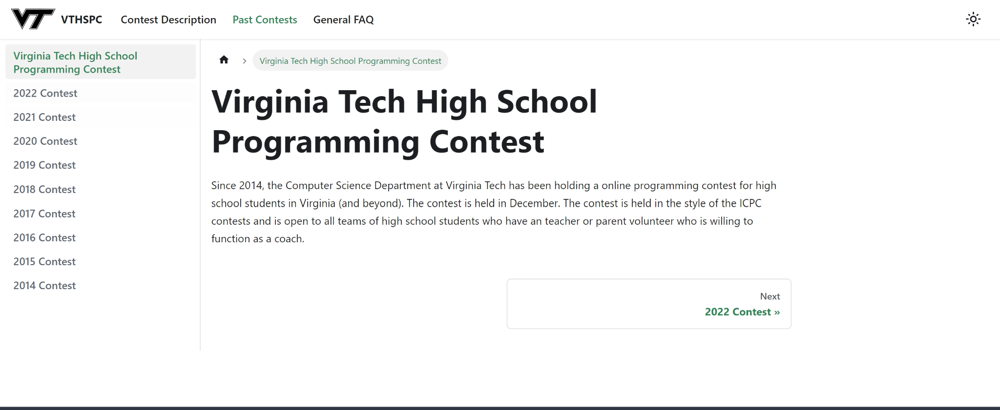 VT VTHSPC Contest Description Past Contests General FAQ
Virginia Tech High School
Programming Contest
2022 Contest
2021 Contest
2020 Contest
2019 Contest
2018 Contest
2017 Contest
2016 Contest
2015 Contest
2014 Contest
Virginia Tech High School Programming Contest
Virginia Tech High School
Programming Contest
Since 2014, the Computer Science Department at Virginia Tech has been holding a online programming contest for high
school students in Virginia (and beyond). The contest is held in December. The contest is held in the style of the ICPC
contests and is open to all teams of high school students who have an teacher or parent volunteer who is willing to
function as a coach.
Next
2022 Contest »